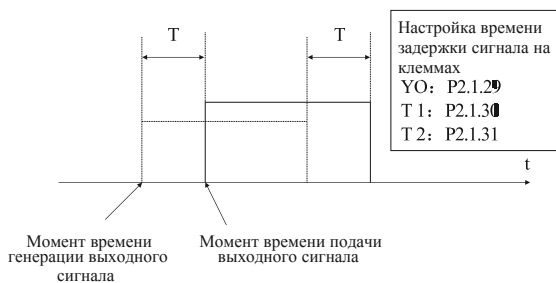 T
T
Настройка времени
задержки сигнала на
клеммах
YO: P2.1.29
T 1: P2.1.30
T 2: P2.1.31
t
Момент времени
генерации выходного
сигнала
Момент времени подачи
выходного сигнала